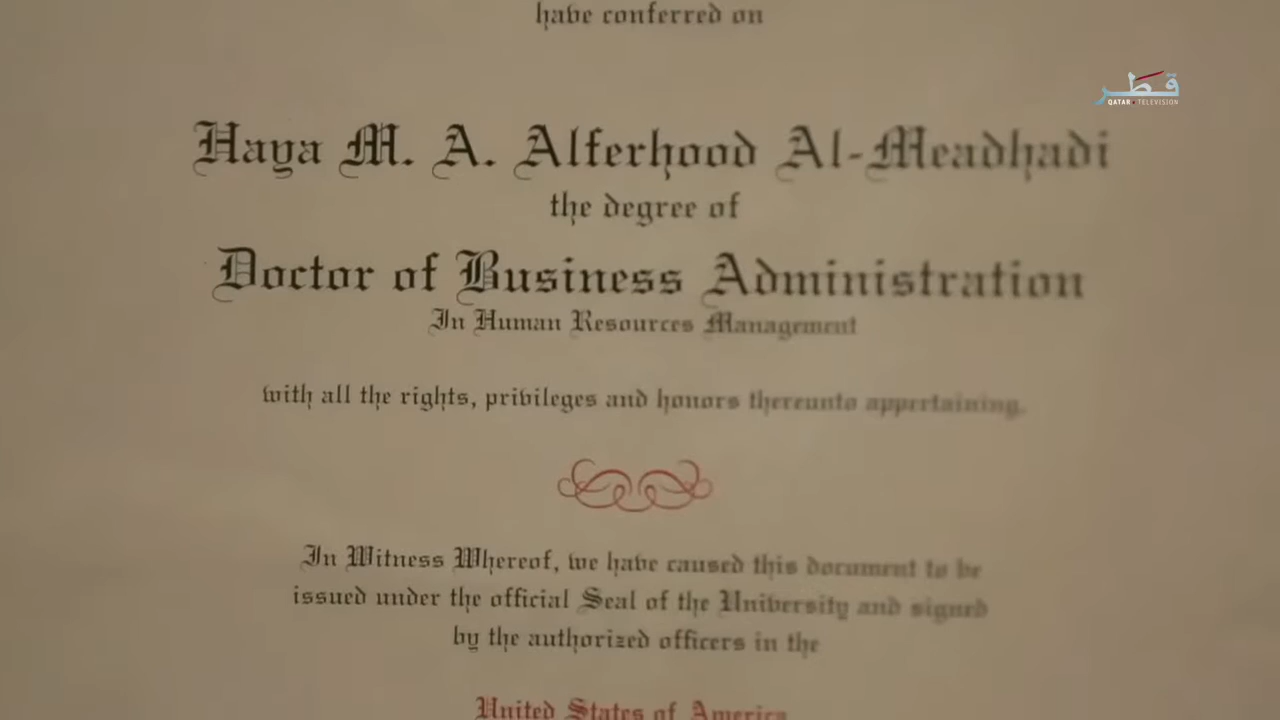 have conferred on
قطر
QATAR TELEVISION
Haya M. A. Alferhood Al-Meadhadi
the degree of
Doctor of Business Administration
In Human Resources Management
with all the rights, privileges and honors thereunto appertaining.
In Witness Whereof, we have caused this document to be
issued under the official Seal of the University and signed
by the authorized officers in the
United States of America